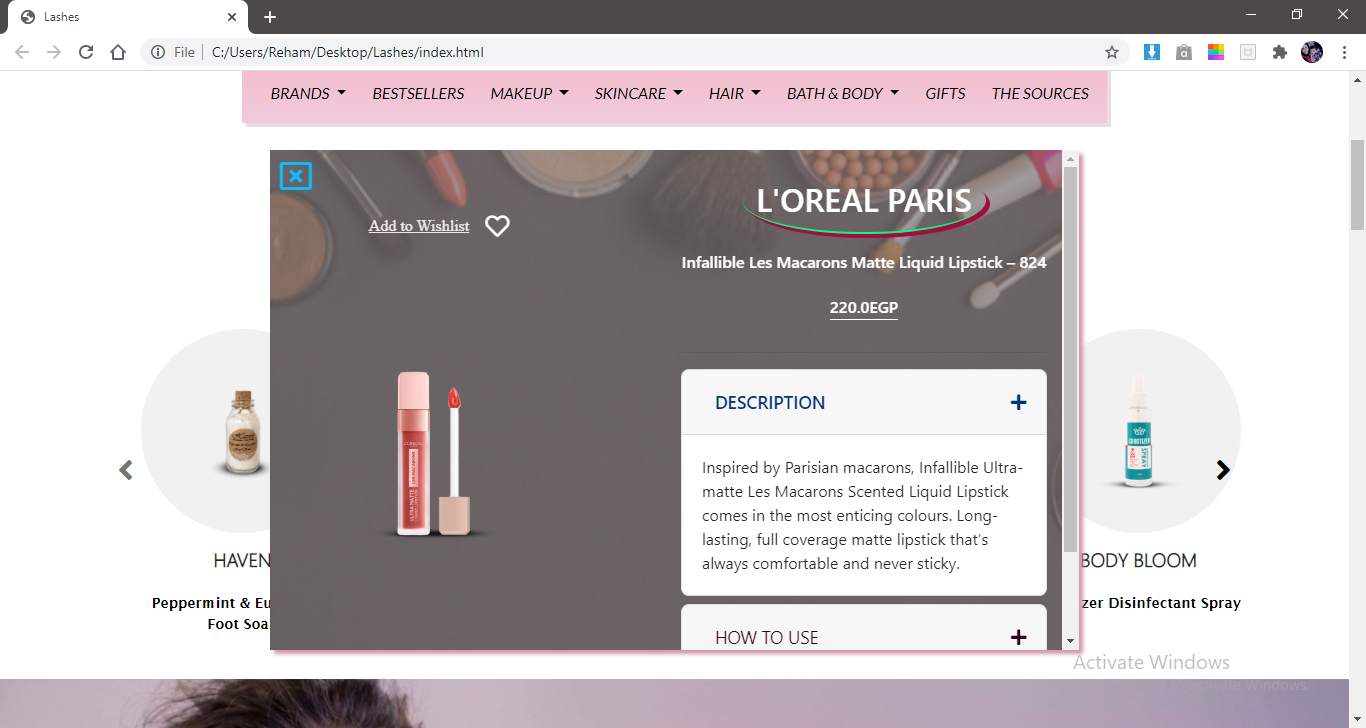 Lashes
File C:/Users/Reham/Desktop/Lashes/index.html
BRANDS BESTSELLERS MAKEUP SKINCARE HAIR BATH & BODY GIFTS THE SOURCES
Add to Wishlist
L'OREAL PARIS
Infallible Les Macarons Matte Liquid Lipstick – 824
220.0EGP
DESCRIPTION
Inspired by Parisian macarons, Infallible Ultra-
matte Les Macarons Scented Liquid Lipstick
comes in the most enticing colours. Long-
lasting, full coverage matte lipstick that's
always comfortable and never sticky.
HOW TO USE
HAVEN
Peppermint & Eu
Foot Soa
BODY BLOOM
zer Disinfectant Spray
SPRAY
ULTRA MATTE
Activate Windows